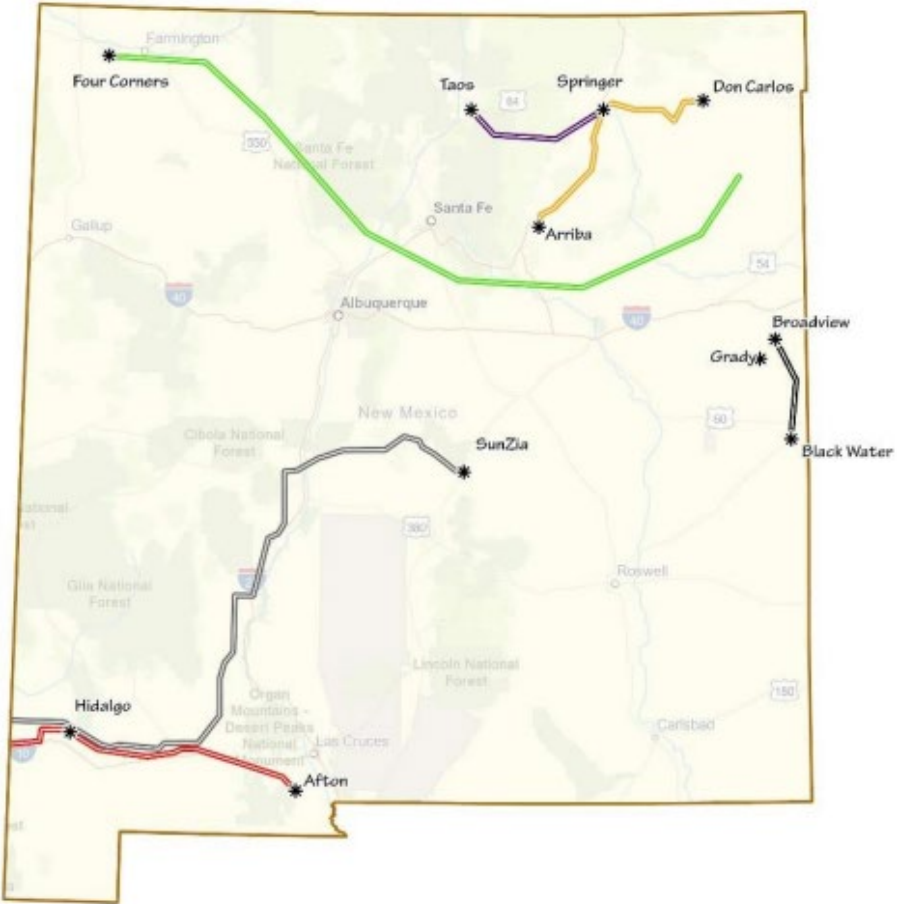 Farmington
Four Corners
Taos
64
Springer
Don Carlos
550
Santa Fe
National Forest
Santa Fe
Arriba
Gallup
54
40
Albuquerque
40
Broadview
Grady
New Mexico
60
Cibola National
Forest
SunZia
Black Water
National
380
Roswell
Gila National
Forest
Lincoln National
Forest
Hidalgo
Organ
Mountains -
Desert Peaks
National
Monument
Las Cruces
Carlsbad
10
Afton